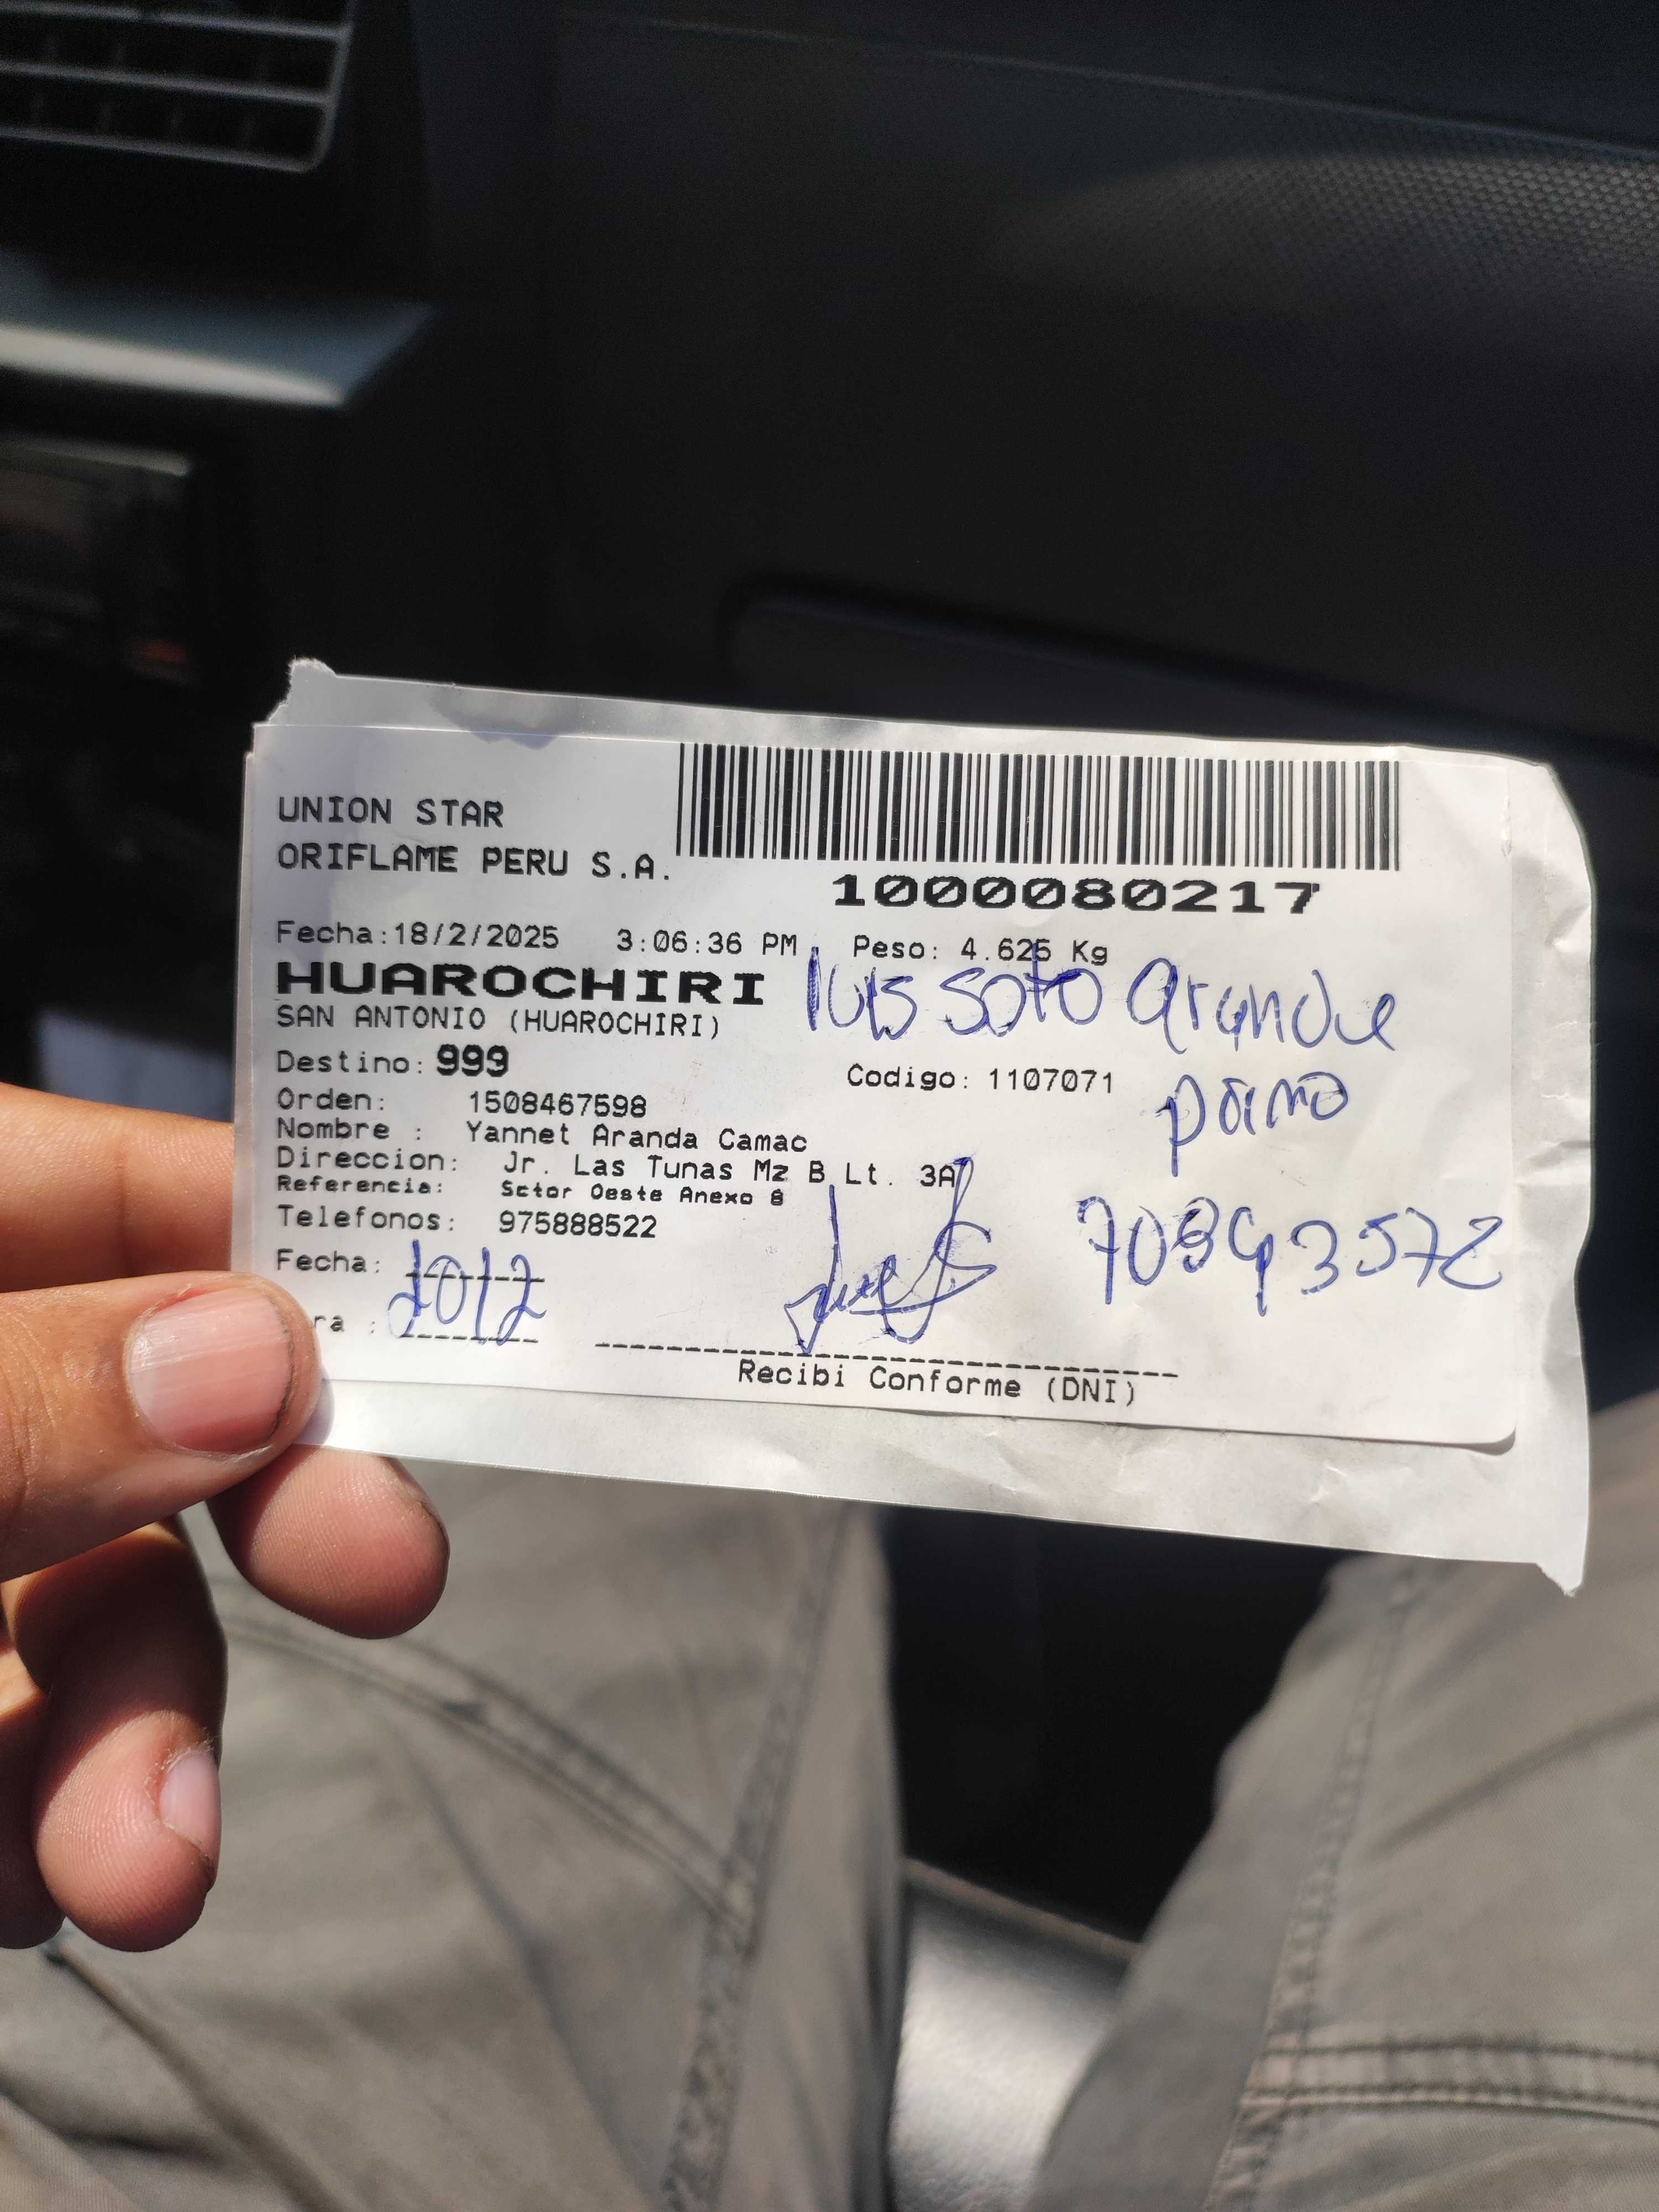 UNION STAR
ORIFLAME PERU S.A.
1000080217
Fecha:18/2/2025 3:06:36 PM Peso: 4.625 Kg
HUAROCHIRI
luis soto aranda
SAN ANTONIO (HUAROCHIRI)
Destino: 999
Codigo: 1107071
primo
Orden: 1508467598
Nombre : Yannet Aranda Camac
Direccion: Jr. Las Tunas Mz B Lt. 3A
Referencia: Sctor Oeste Anexo 8
Telefonos: 975888522
Fecha:
ra :
Recibi Conforme (DNI)